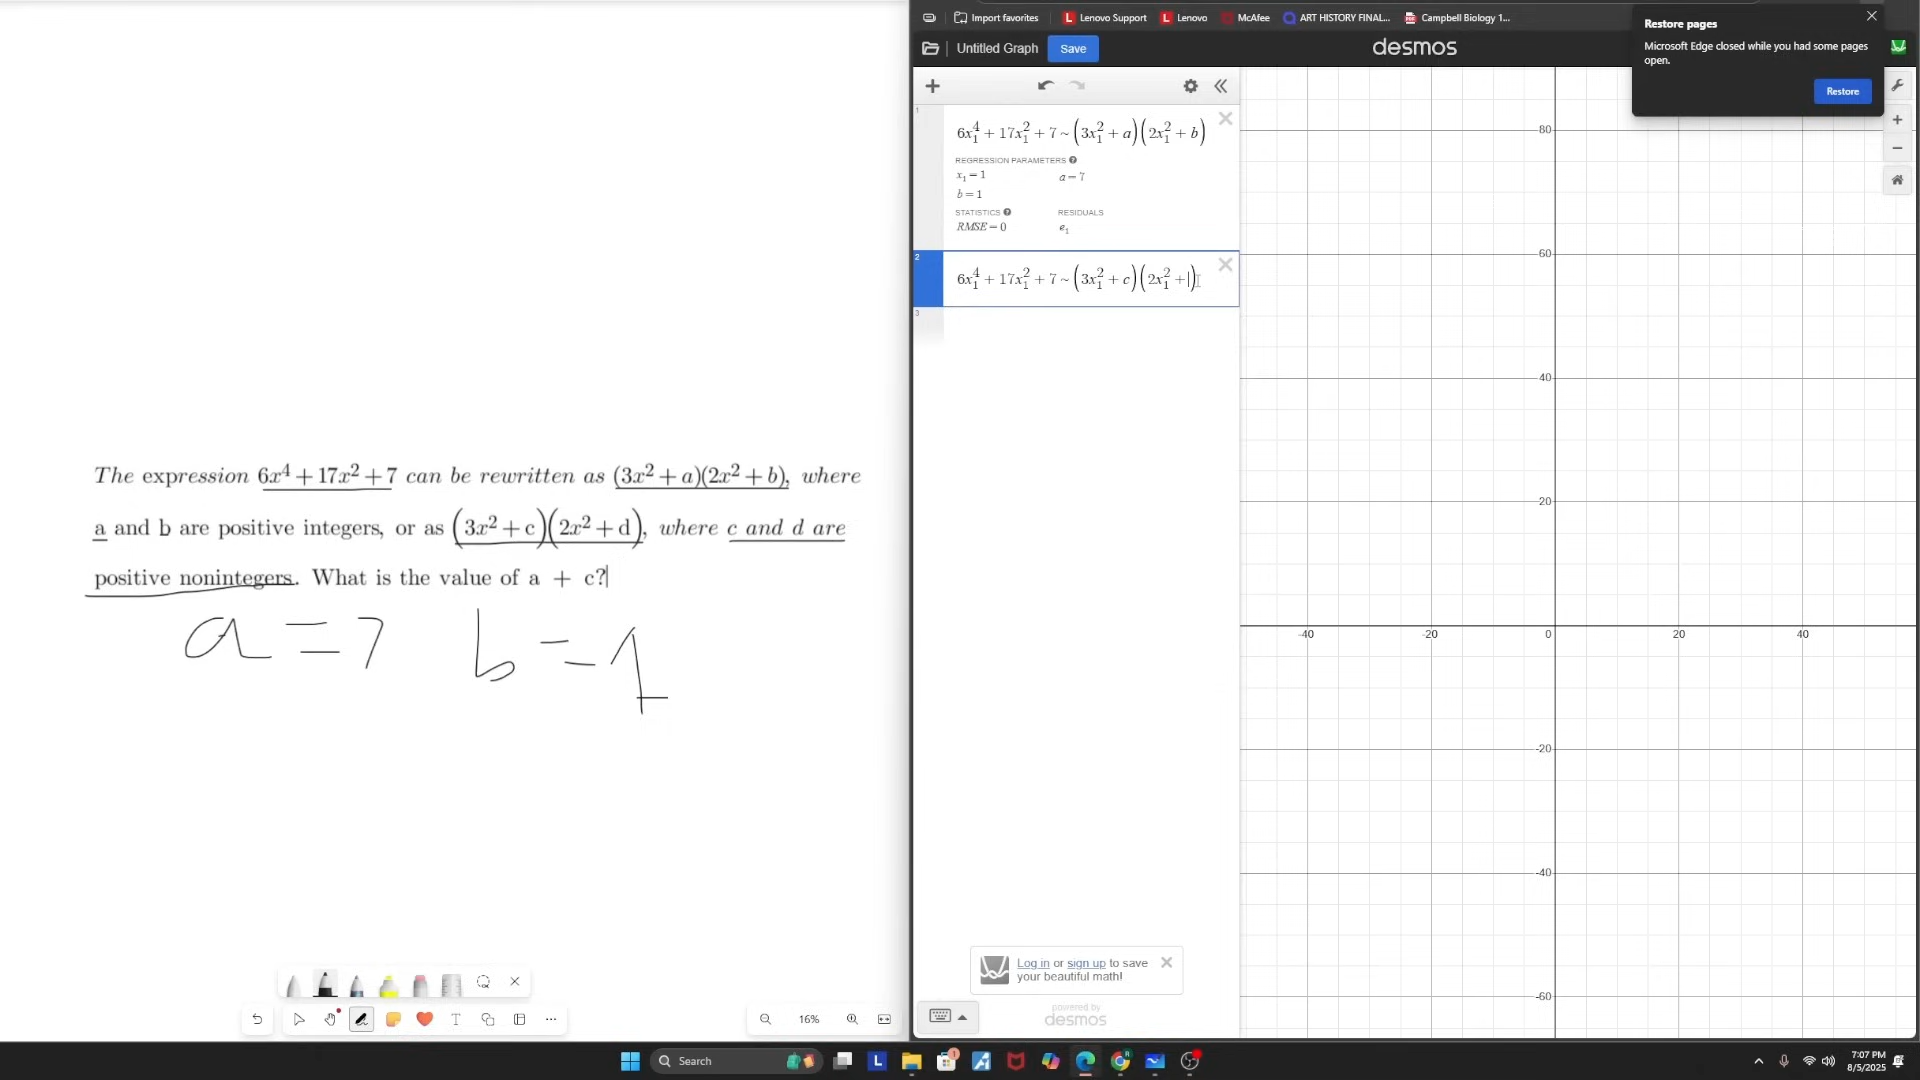 Import favorites
Lenovo Support
Lenovo
McAfee
ART HISTORY FINAL...
Campbell Biology 1...
Restore pages
Microsoft Edge closed while you had some pages
open.
Restore
Untitled Graph
Save
desmos
1
6x₁⁴ + 17x₁² + 7 ~ (3x₁² + a)(2x₁² + b)
REGRESSION PARAMETERS
x₁ = 1
a = 7
b = 1
STATISTICS
RESIDUALS
RMSE = 0
e₁
2
6x₁⁴ + 17x₁² + 7 ~ (3x₁² + c)(2x₁² + )
3
80
60
40
20
-40
-20
0
20
40
-20
-40
-60
The expression 6x⁴ + 17x² + 7 can be rewritten as (3x² + a)(2x² + b), where
a and b are positive integers, or as (3x² + c)(2x² + d), where c and d are
positive nonintegers. What is the value of a + c?
a = 7 b = 1
Log in or sign up to save
your beautiful math!
powered by
desmos
16%
Search
7:07 PM
8/5/2025